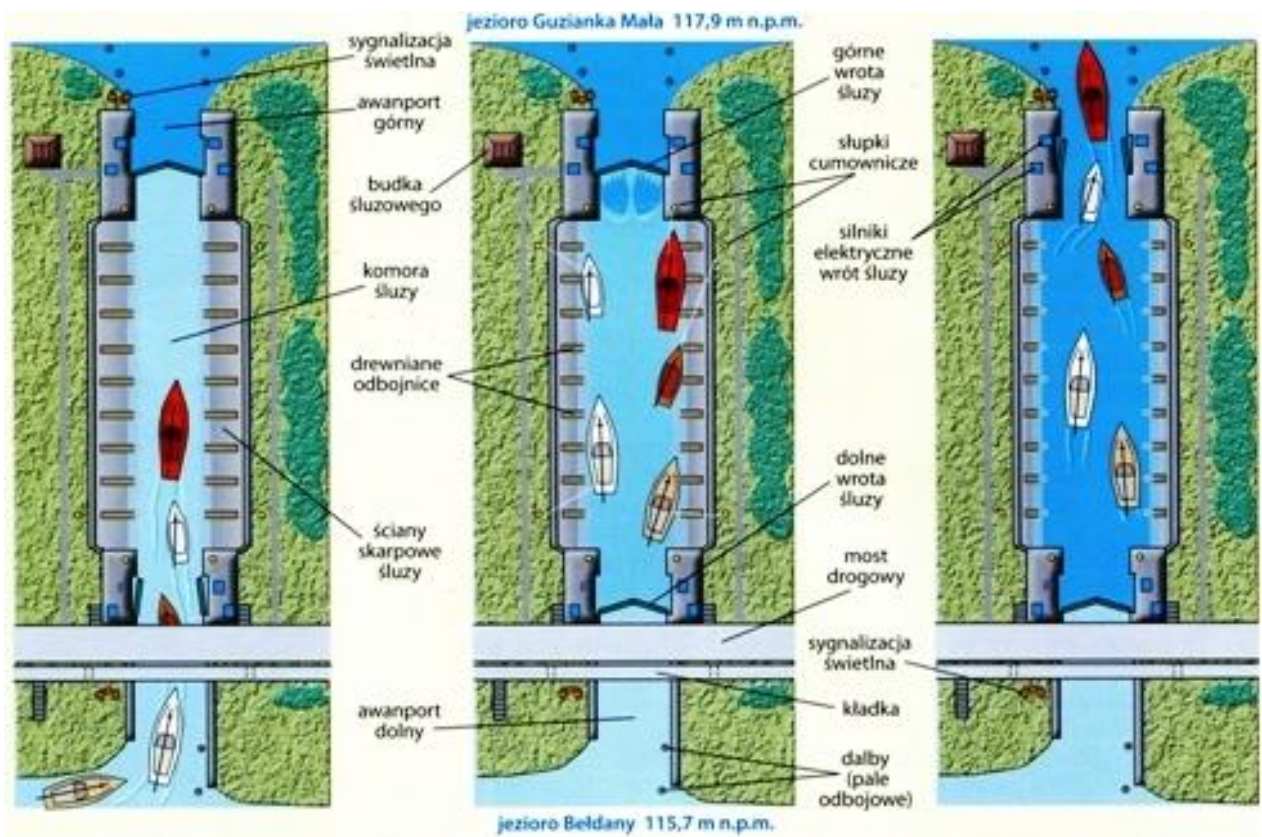 jezioro Guzianka Mała 117,9 m n.p.m.
sygnalizacja
świetlna
awanport
górny
budka
śluzowego
komora
śluzy
drewniane
odbojnice
ściany
skarpowe
śluzy
awanport
dolny
górne
wrota
śluzy
słupki
cumownicze
silniki
elektryczne
wrót śluzy
dolne
wrota
śluzy
most
drogowy
sygnalizacja
świetlna
kładka
dalby
(pale
odbojowe)
jezioro Bełdany 115,7 m n.p.m.